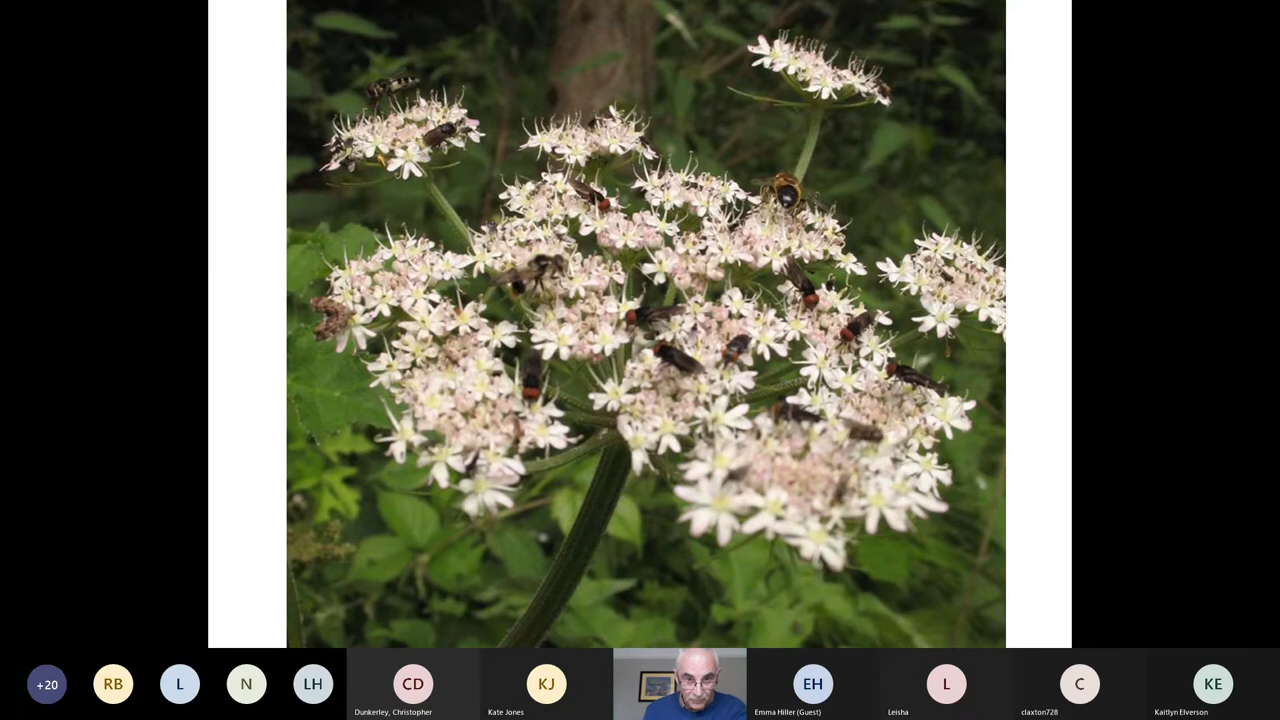 +20
RB
L
N
LH
CD
Dunkerley, Christopher
KJ
Kate Jones
EH
Emma Hiller (Guest)
L
Leisha
C
claxton728
KE
Kaitlyn Elverson